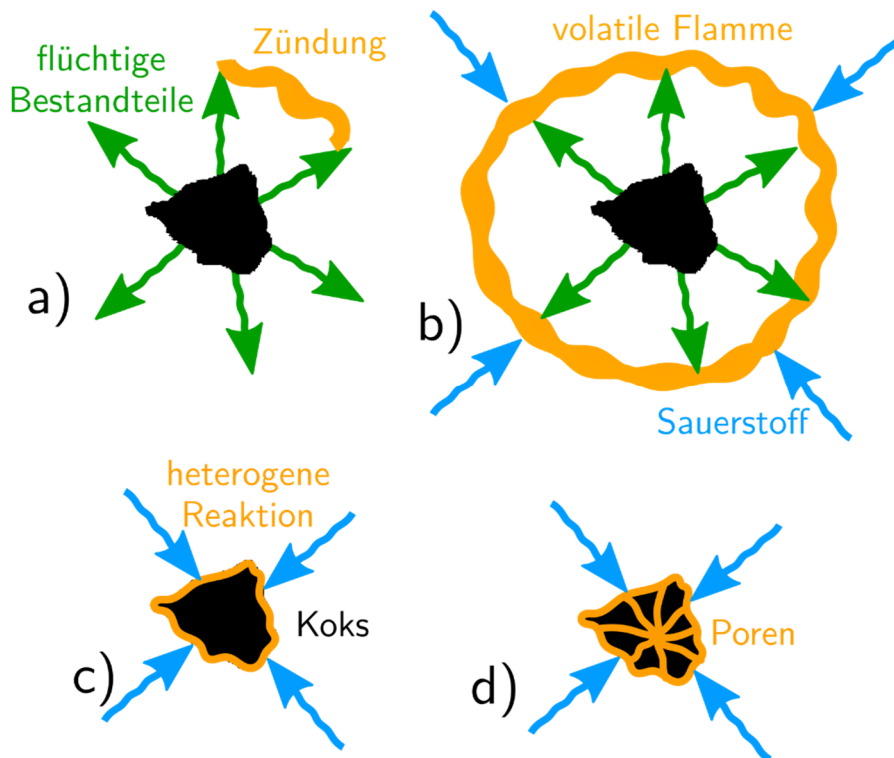 Zündung
flüchtige
Bestandteile
a)
volatile Flamme
b)
Sauerstoff
heterogene
Reaktion
Koks
c)
Poren
d)